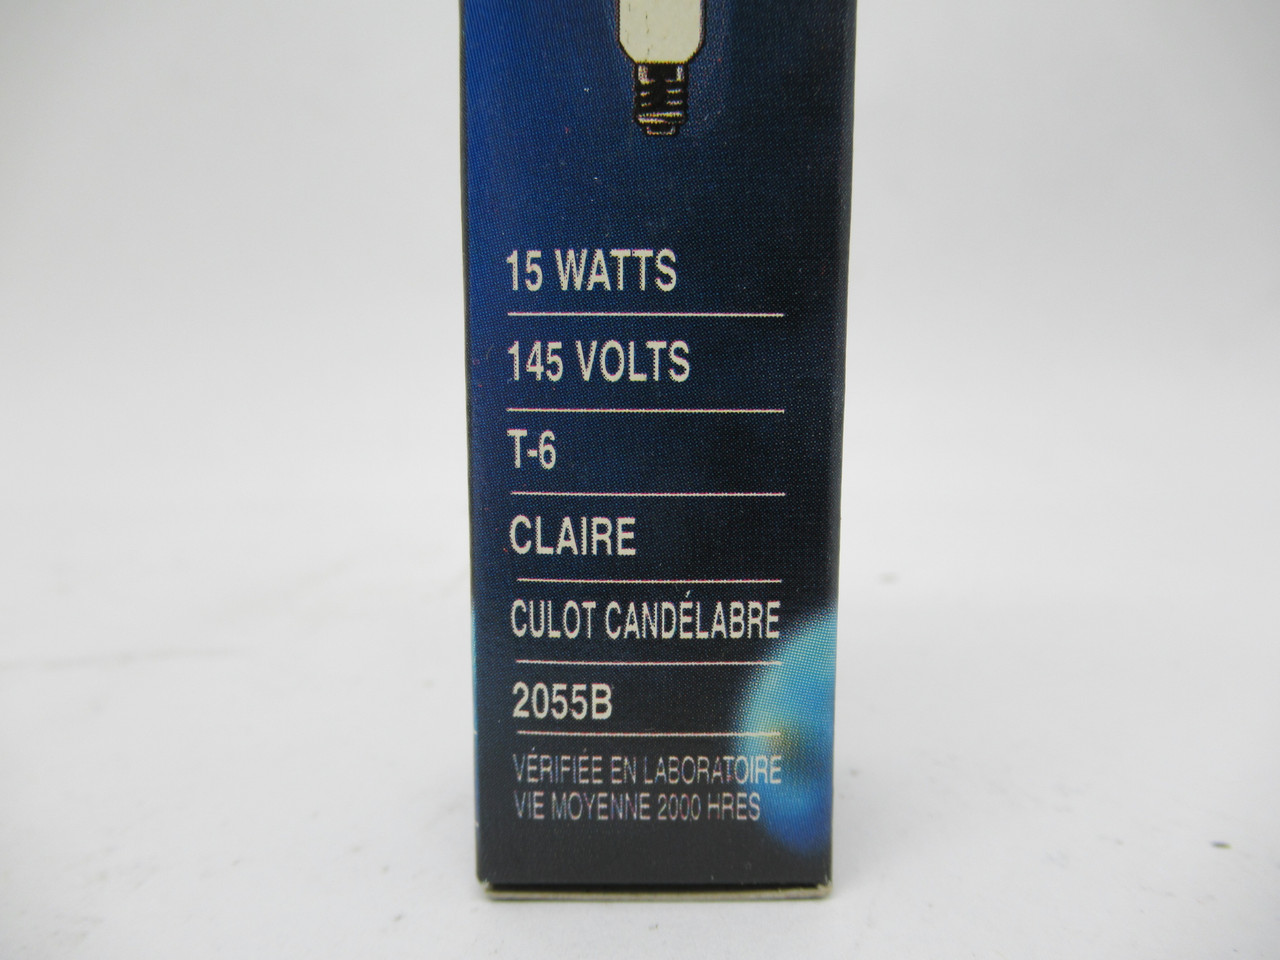 15 WATTS
145 VOLTS
T-6
CLAIRE
CULOT CANDÉLABRE
2055B
VÉRIFIÉE EN LABORATOIRE
VIE MOYENNE 2000 HRES